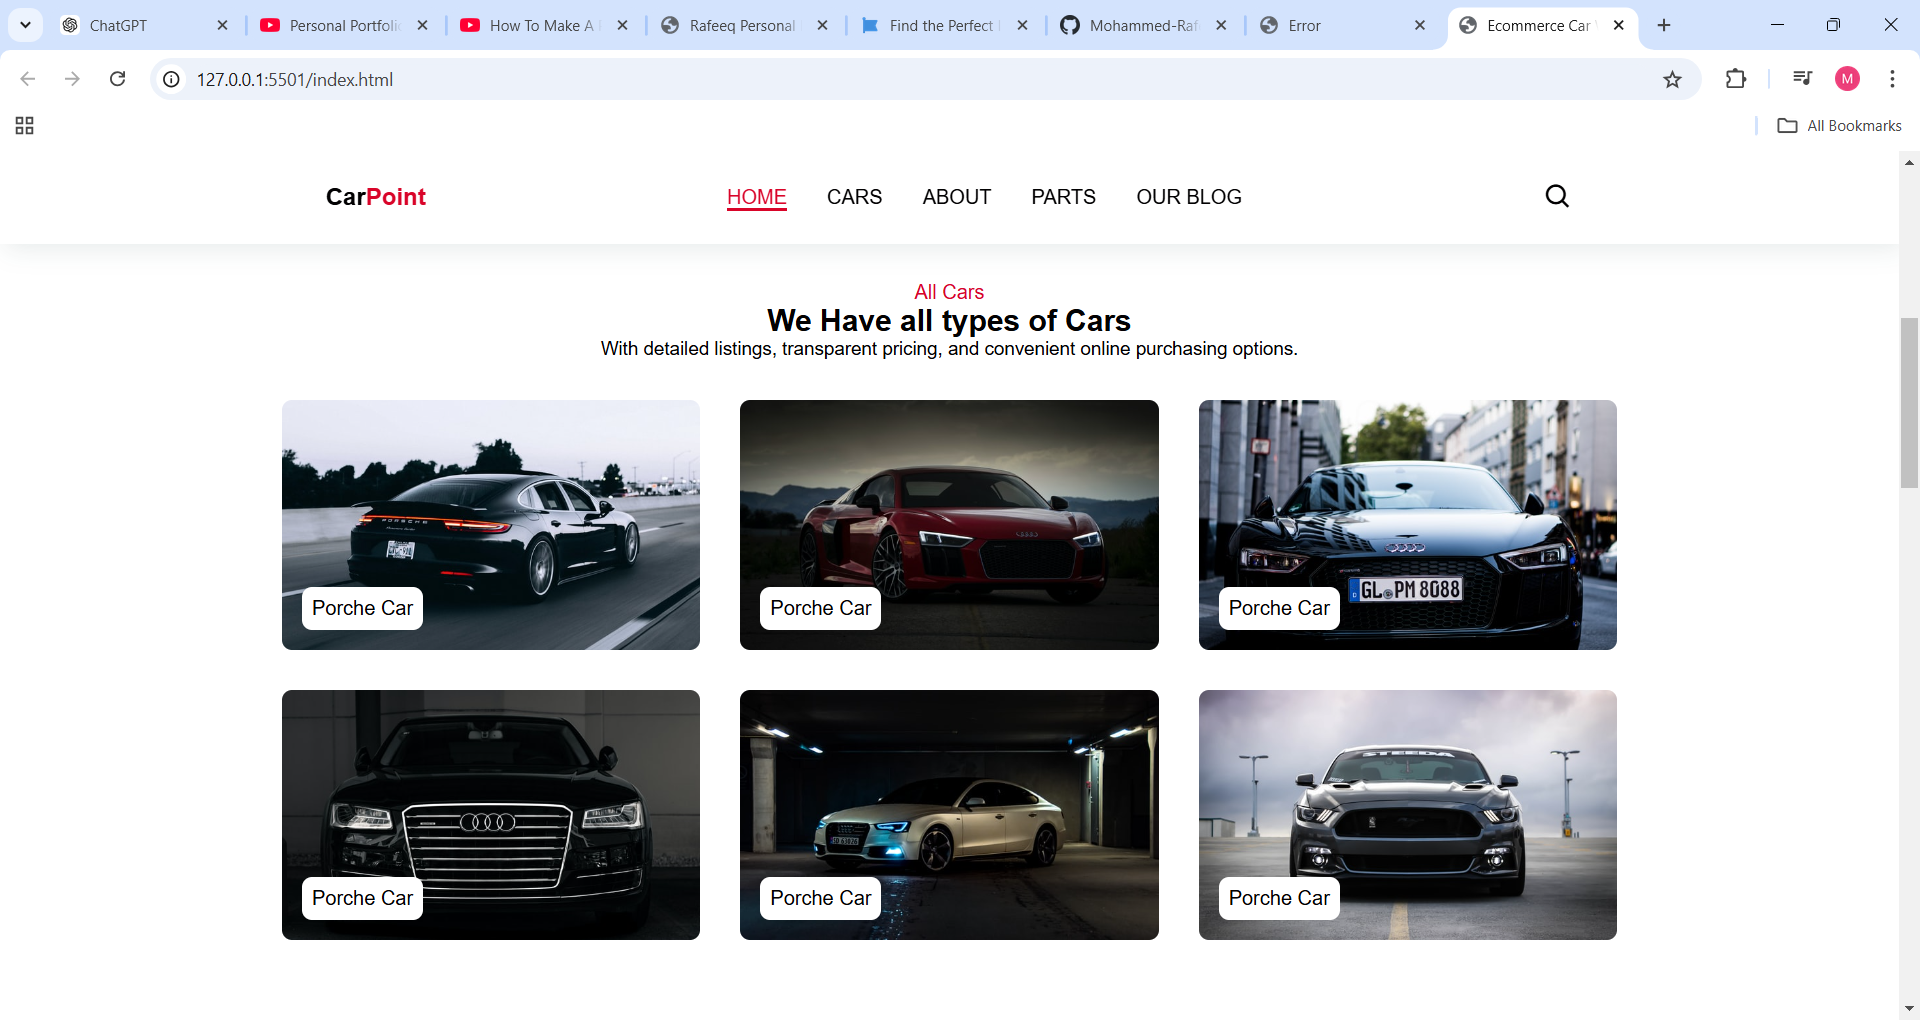 ChatGPT
Personal Portfolio
How To Make A
Rafeeq Personal
Find the Perfect
Mohammed-Raf
Error
Ecommerce Car
127.0.0.1:5501/index.html
M
All Bookmarks
CarPoint
HOME CARS ABOUT PARTS OUR BLOG
All Cars
We Have all types of Cars
With detailed listings, transparent pricing, and convenient online purchasing options.
PORSCHE
Porche Car
Porche Car
GL PM 8088
Porche Car
Porche Car
Porche Car
STEEDA
Porche Car